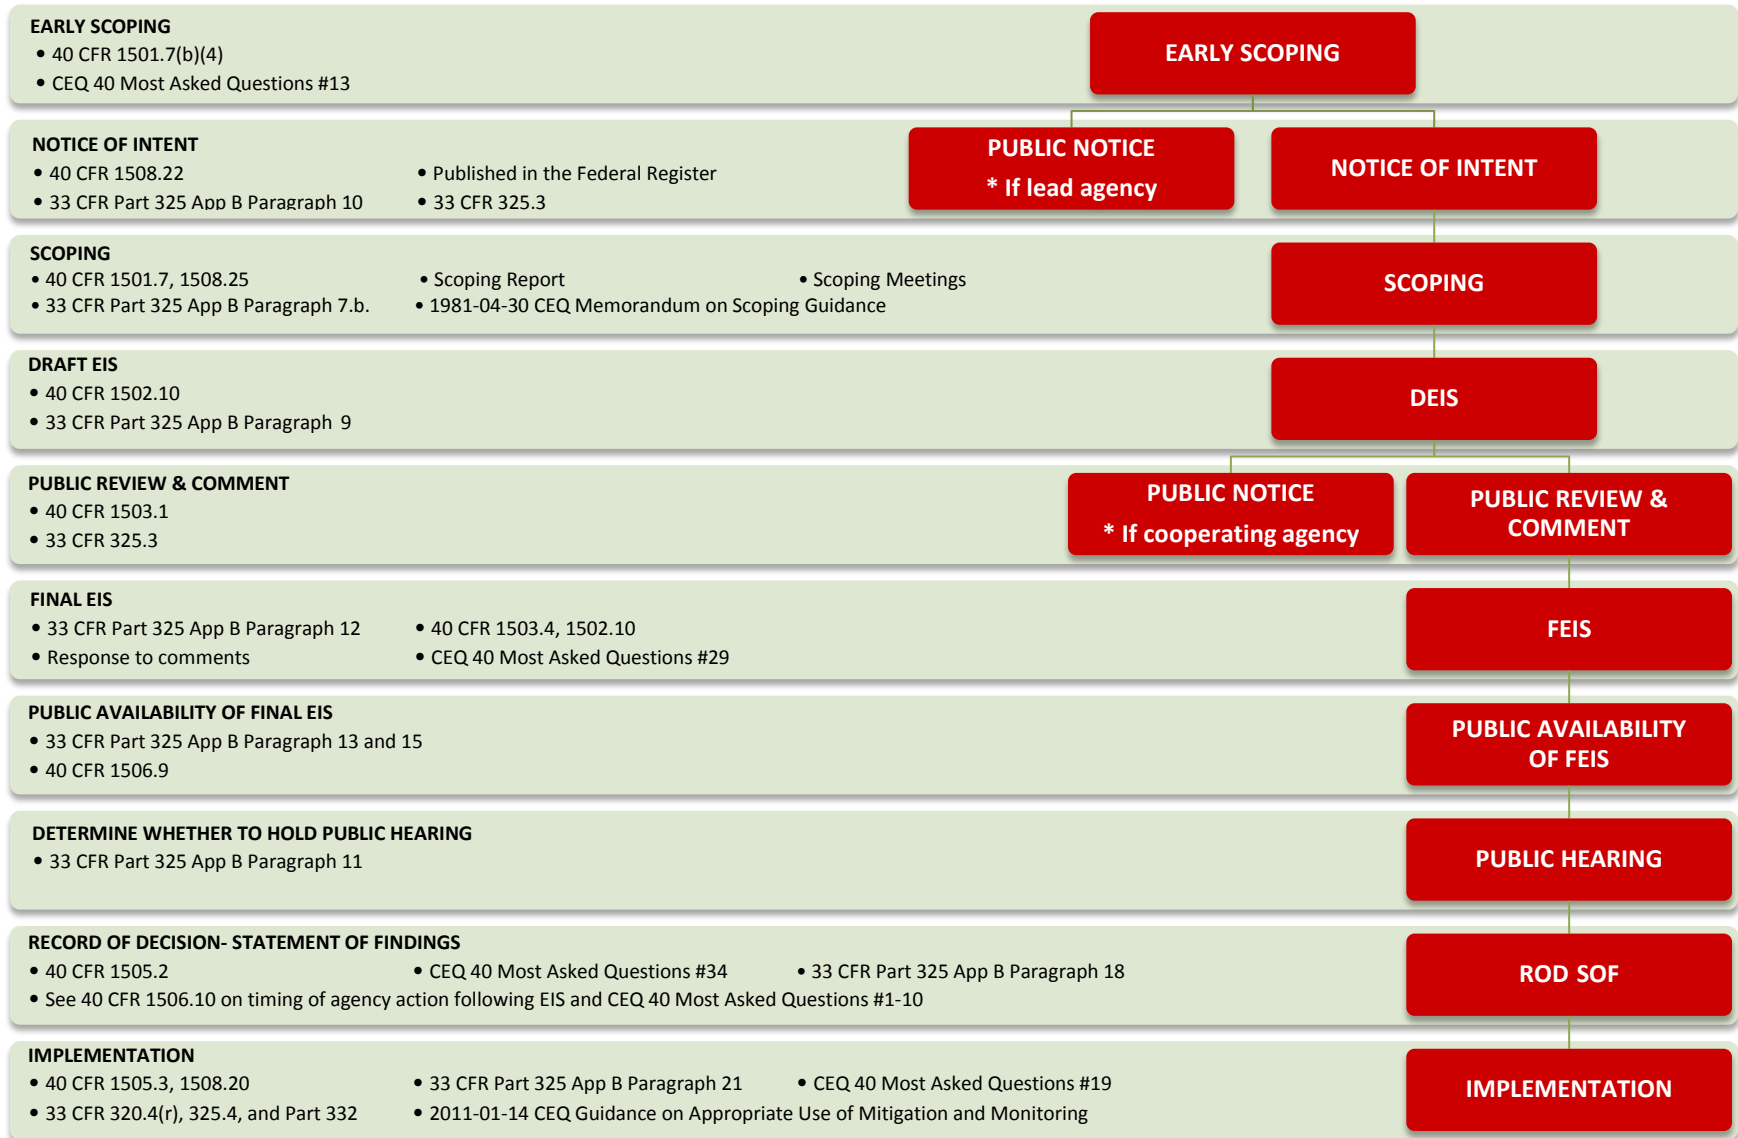 EARLY SCOPING
• 40 CFR 1501.7(b)(4)
• CEQ 40 Most Asked Questions #13
EARLY SCOPING
NOTICE OF INTENT
• 40 CFR 1508.22 • Published in the Federal Register
• 33 CFR Part 325 App B Paragraph 10 • 33 CFR 325.3
PUBLIC NOTICE
* If lead agency
NOTICE OF INTENT
SCOPING
• 40 CFR 1501.7, 1508.25 • Scoping Report • Scoping Meetings
• 33 CFR Part 325 App B Paragraph 7.b. • 1981-04-30 CEQ Memorandum on Scoping Guidance
SCOPING
DRAFT EIS
• 40 CFR 1502.10
• 33 CFR Part 325 App B Paragraph 9
DEIS
PUBLIC REVIEW & COMMENT
• 40 CFR 1503.1
• 33 CFR 325.3
PUBLIC NOTICE
* If cooperating agency
PUBLIC REVIEW &
COMMENT
FINAL EIS
• 33 CFR Part 325 App B Paragraph 12 • 40 CFR 1503.4, 1502.10
• Response to comments • CEQ 40 Most Asked Questions #29
FEIS
PUBLIC AVAILABILITY OF FINAL EIS
• 33 CFR Part 325 App B Paragraph 13 and 15
• 40 CFR 1506.9
PUBLIC AVAILABILITY
OF FEIS
DETERMINE WHETHER TO HOLD PUBLIC HEARING
• 33 CFR Part 325 App B Paragraph 11
PUBLIC HEARING
RECORD OF DECISION- STATEMENT OF FINDINGS
• 40 CFR 1505.2 • CEQ 40 Most Asked Questions #34 • 33 CFR Part 325 App B Paragraph 18
• See 40 CFR 1506.10 on timing of agency action following EIS and CEQ 40 Most Asked Questions #1-10
ROD SOF
IMPLEMENTATION
• 40 CFR 1505.3, 1508.20 • 33 CFR Part 325 App B Paragraph 21 • CEQ 40 Most Asked Questions #19
• 33 CFR 320.4(r), 325.4, and Part 332 • 2011-01-14 CEQ Guidance on Appropriate Use of Mitigation and Monitoring
IMPLEMENTATION